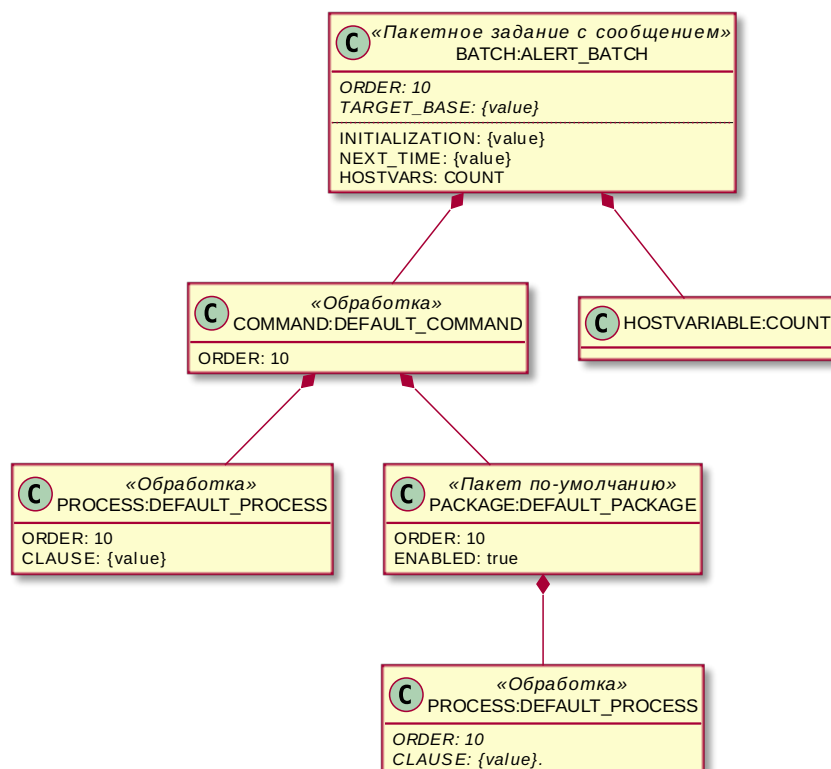 C «Пакетное задание с сообщением»
BATCH:ALERT_BATCH
ORDER: 10
TARGET_BASE: {value}
INITIALIZATION: {value}
NEXT_TIME: {value}
HOSTVARS: COUNT
C «Обработка»
COMMAND:DEFAULT_COMMAND
ORDER: 10
C HOSTVARIABLE:COUNT
C «Обработка»
PROCESS:DEFAULT_PROCESS
ORDER: 10
CLAUSE: {value}
C «Пакет по-умолчанию»
PACKAGE:DEFAULT_PACKAGE
ORDER: 10
ENABLED: true
C «Обработка»
PROCESS:DEFAULT_PROCESS
ORDER: 10
CLAUSE: {value}.